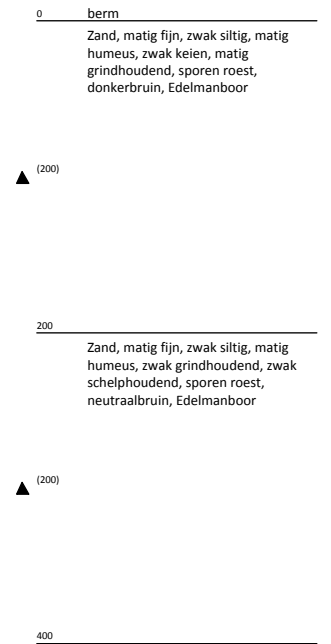 0 berm
Zand, matig fijn, zwak siltig, matig
humeus, zwak keien, matig
grindhoudend, sporen roest,
donkerbruin, Edelmanboor
(200)
200
Zand, matig fijn, zwak siltig, matig
humeus, zwak grindhoudend, zwak
schelphoudend, sporen roest,
neutraalbruin, Edelmanboor
(200)
400